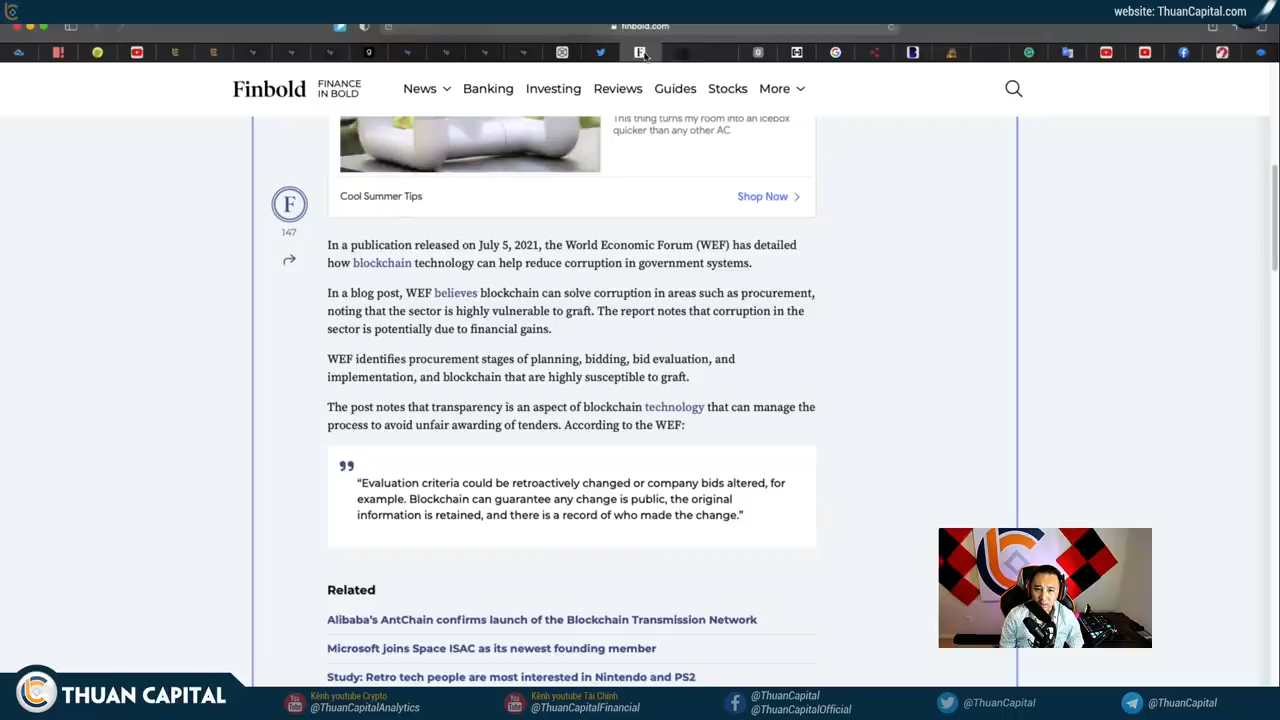 website: ThuanCapital.com
finbold.com
Finbold
FINANCE
IN BOLD
News
Banking
Investing
Reviews
Guides
Stocks
More
This thing turns my room into an icebox
quicker than any other AC
Cool Summer Tips
Shop Now
F
147
In a publication released on July 5, 2021, the World Economic Forum (WEF) has detailed
how blockchain technology can help reduce corruption in government systems.
In a blog post, WEF believes blockchain can solve corruption in areas such as procurement,
noting that the sector is highly vulnerable to graft. The report notes that corruption in the
sector is potentially due to financial gains.
WEF identifies procurement stages of planning, bidding, bid evaluation, and
implementation, and blockchain that are highly susceptible to graft.
The post notes that transparency is an aspect of blockchain technology that can manage the
process to avoid unfair awarding of tenders. According to the WEF:
“Evaluation criteria could be retroactively changed or company bids altered, for
example. Blockchain can guarantee any change is public, the original
information is retained, and there is a record of who made the change.”
Related
Alibaba’s AntChain confirms launch of the Blockchain Transmission Network
Microsoft joins Space ISAC as its newest founding member
Study: Retro tech people are most interested in Nintendo and PS2
THUAN CAPITAL
Kênh youtube Crypto
@ThuanCapitalAnalytics
Kênh youtube Tài Chính
@ThuanCapitalFinancial
@ThuanCapital
@ThuanCapitalOfficial
@ThuanCapital
@ThuanCapital